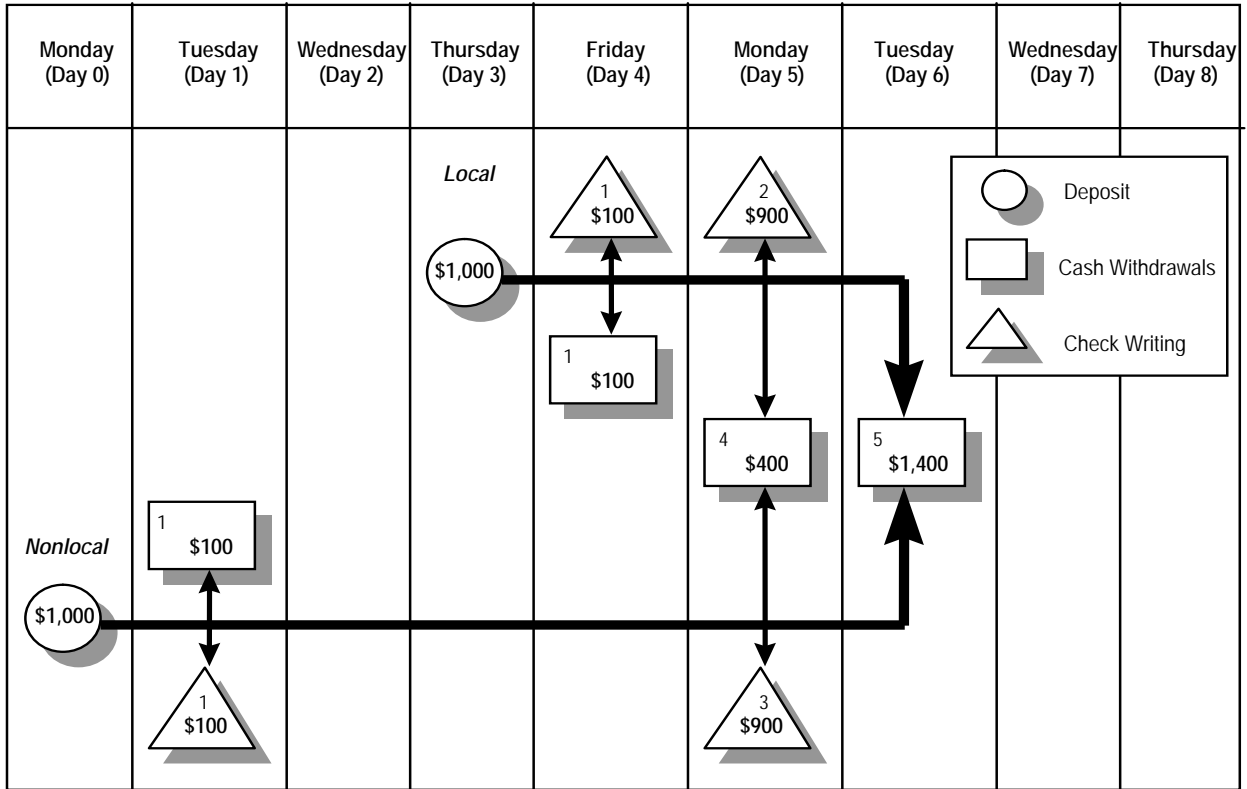 Monday Tuesday Wednesday Thursday Friday Monday Tuesday Wednesday Thursday
(Day 0) (Day 1) (Day 2) (Day 3) (Day 4) (Day 5) (Day 6) (Day 7) (Day 8)
Local
1
$100
2
$900
$1,000
1
$100
4
$400
5
$1,400
Deposit
Cash Withdrawals
Check Writing
Nonlocal
1
$100
$1,000
1
$100
3
$900